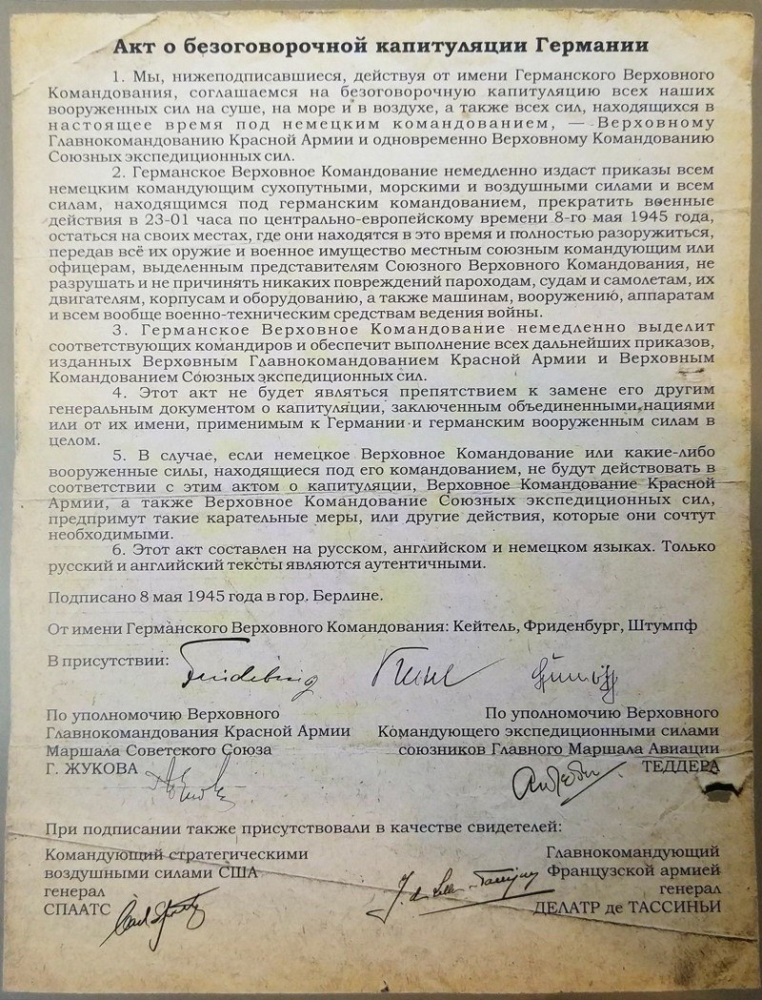 Акт о безоговорочной капитуляции Германии
1. Мы, нижеподписавшиеся, действуя от имени Германского Верховного
Командования, соглашаемся на безоговорочную капитуляцию всех наших
вооруженных сил на суше, на море и в воздухе, а также всех сил, находящихся в
настоящее время под немецким командованием, — Верховному
Главнокомандованию Красной Армии и одновременно Верховному Командованию
Союзных экспедиционных сил.
2. Германское Верховное Командование немедленно издаст приказы всем
немецким командующим сухопутными, морскими и воздушными силами и всем
силам, находящимся под германским командованием, прекратить военные
действия в 23-01 часа по центрально-европейскому времени 8-го мая 1945 года,
остаться на своих местах, где они находятся в это время и полностью разоружиться,
передав всё их оружие и военное имущество местным союзным командующим или
офицерам, выделенным представителям Союзного Верховного Командования, не
разрушать и не причинять никаких повреждений пароходам, судам и самолетам, их
двигателям, корпусам и оборудованию, а также машинам, вооружению, аппаратам
и всем вообще военно-техническим средствам ведения войны.
3. Германское Верховное Командование немедленно выделит
соответствующих командиров и обеспечит выполнение всех дальнейших приказов,
изданных Верховным Главнокомандованием Красной Армии и Верховным
Командованием Союзных экспедиционных сил.
4. Этот акт не будет являться препятствием к замене его другим
генеральным документом о капитуляции, заключенным объединенными нациями
или от их имени, применимым к Германии и германским вооруженным силам в
целом.
5. В случае, если немецкое Верховное Командование или какие-либо
вооруженные силы, находящиеся под его командованием, не будут действовать в
соответствии с этим актом о капитуляции, Верховное Командование Красной
Армии, а также Верховное Командование Союзных экспедиционных сил,
предпримут такие карательные меры, или другие действия, которые они сочтут
необходимыми.
6. Этот акт составлен на русском, английском и немецком языках. Только
русский и английский тексты являются аутентичными.
Подписано 8 мая 1945 года в гор. Берлине.
От имени Германского Верховного Командования: Кейтель, Фриденбург, Штумпф
В присутствии:
По уполномочию Верховного
Главнокомандования Красной Армии
Маршала Советского Союза
Г. ЖУКОВА
По уполномочию Верховного
Командующего экспедиционными силами
союзников Главного Маршала Авиации
ТЕДДЕРА
При подписании также присутствовали в качестве свидетелей:
Командующий стратегическими
воздушными силами США
генерал
СПААТС
Главнокомандующий
Французской армией
генерал
ДЕЛАТР де ТАССИНЬИ